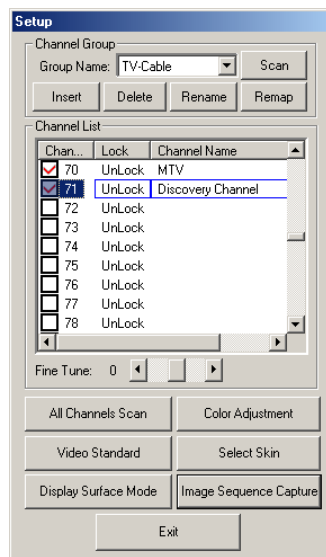 Setup
Channel Group
Group Name: TV-Cable Scan
Insert Delete Rename Remap
Channel List
Chan... Lock Channel Name
70 UnLock MTV
71 UnLock Discovery Channel
72 UnLock
73 UnLock
74 UnLock
75 UnLock
76 UnLock
77 UnLock
78 UnLock
Fine Tune: 0
All Channels Scan Color Adjustment
Video Standard Select Skin
Display Surface Mode Image Sequence Capture
Exit